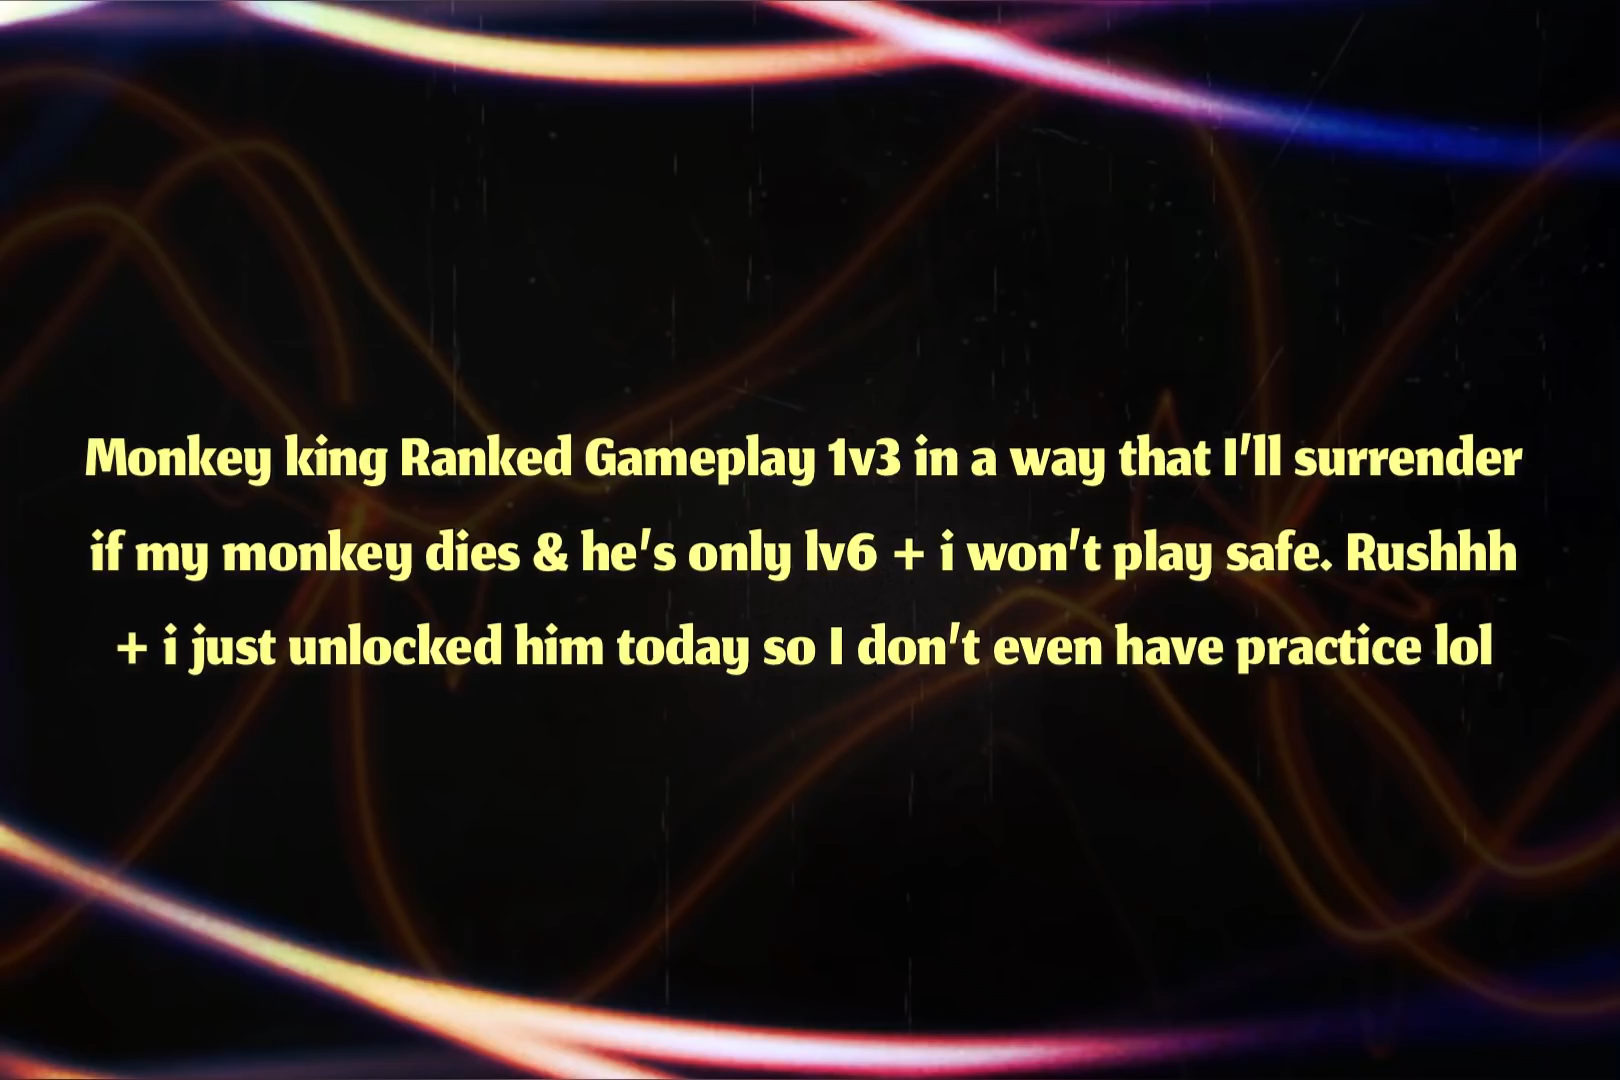 Monkey king Ranked Gameplay 1v3 in a way that I'll surrender
if my monkey dies & he's only lv6 + i won't play safe. Rushhh
+ i just unlocked him today so I don't even have practice lol